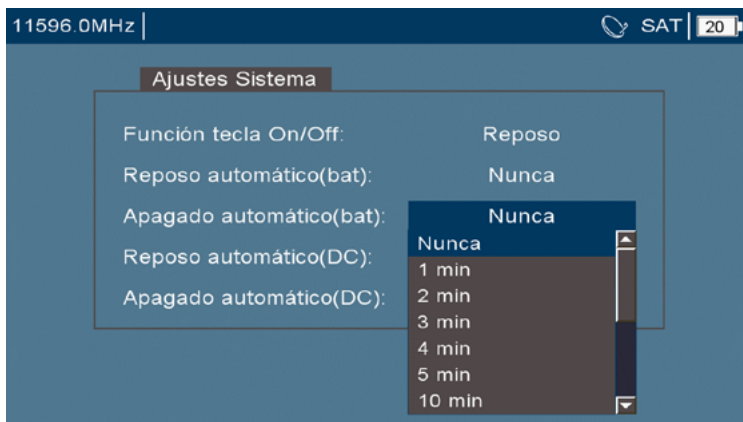 11596.0MHz SAT 20
Ajustes Sistema
Función tecla On/Off: Reposo
Reposo automático(bat): Nunca
Apagado automático(bat): Nunca
Nunca
Reposo automático(DC):
1 min
Apagado automático(DC):
2 min
3 min
4 min
5 min
10 min